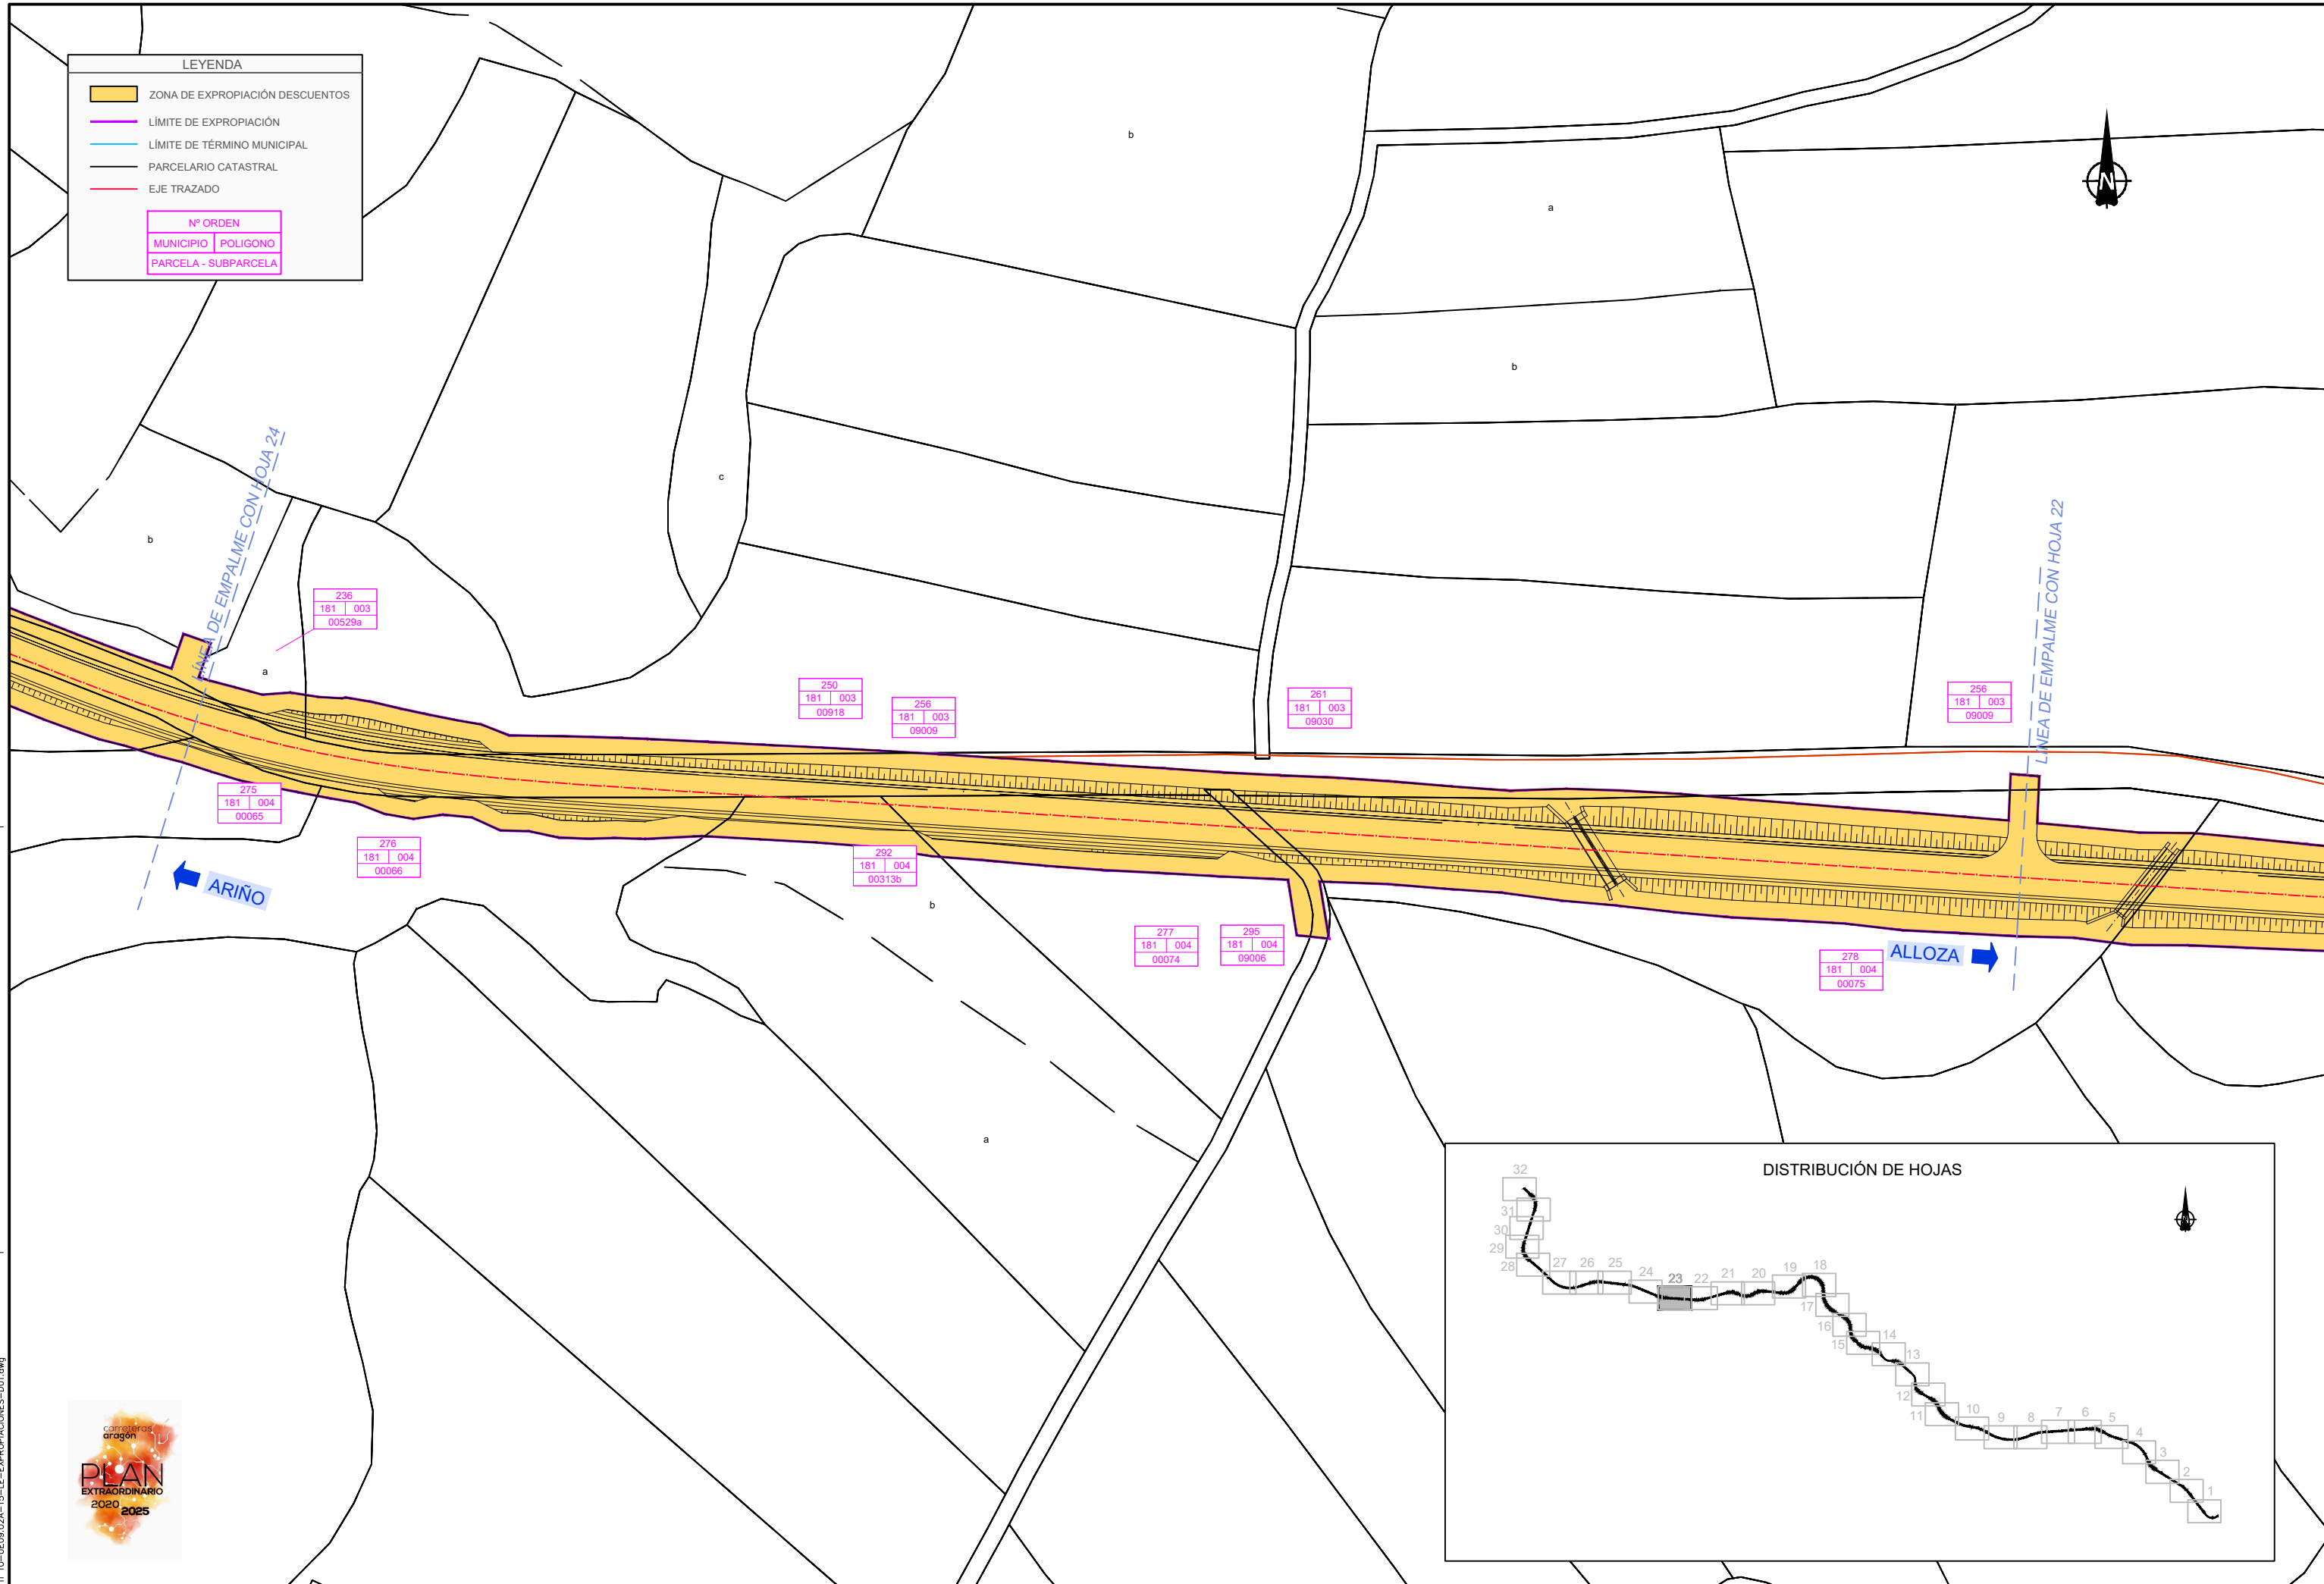 LEYENDA
ZONA DE EXPROPIACIÓN DESCUENTOS
LÍMITE DE EXPROPIACIÓN
LÍMITE DE TÉRMINO MUNICIPAL
PARCELARIO CATASTRAL
EJE TRAZADO
Nº ORDEN
MUNICIPIO POLIGONO
PARCELA - SUBPARCELA
b
N
a
b
c
b
LÍNEA DE EMPALME CON HOJA 24
LÍNEA DE EMPALME CON HOJA 22
236
181 003
00529a
a
250
181 003
00918
256
181 003
09009
261
181 003
09030
256
181 003
09009
275
181 004
00065
276
181 004
00066
ARIÑO
292
181 004
00313b
b
277
181 004
00074
295
181 004
09006
278
181 004
00075
ALLOZA
a
DISTRIBUCIÓN DE HOJAS
32
31
30
29
28
27
26
25
24
23
22
21
20
19
18
17
16
15
14
13
12
11
10
9
8
7
6
5
4
3
2
1
carreteras
aragón
PLAN
EXTRAORDINARIO
2020
2025